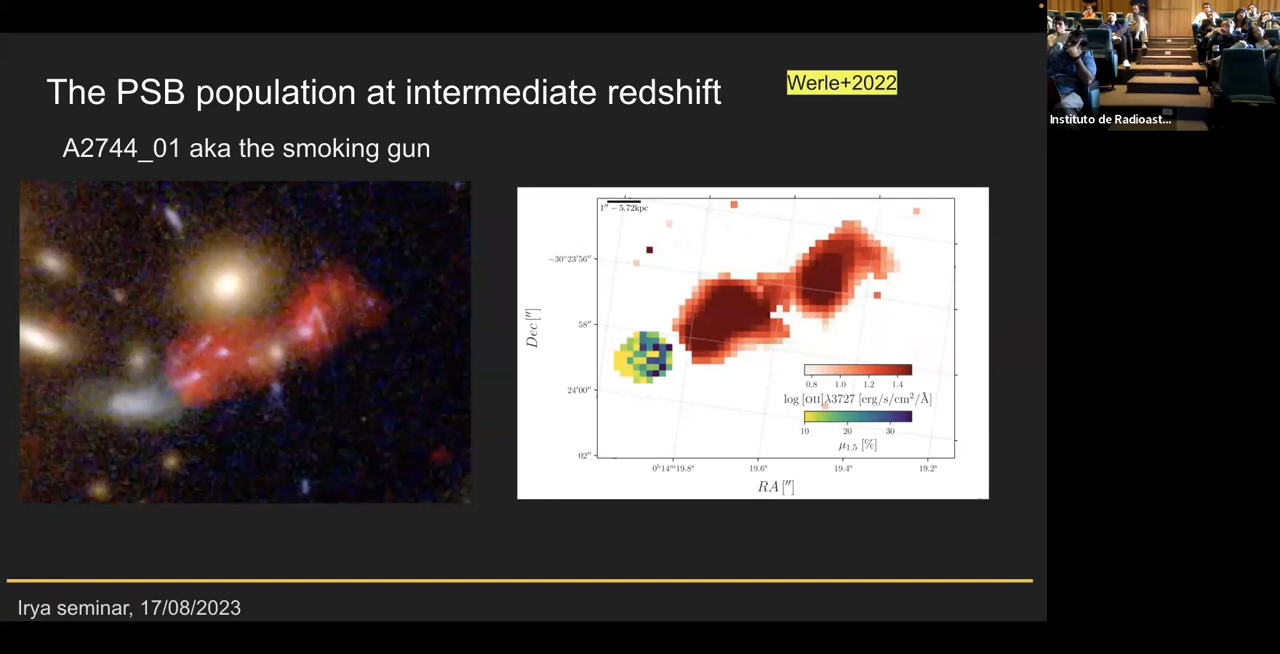 The PSB population at intermediate redshift
Werle+2022
A2744_01 aka the smoking gun
Instituto de Radioast...
1″ − 5.72kpc
−30°23′56″
58″
24′00″
02″
Dec [″]
0.8 1.0 1.2 1.4
log [OII]λ3727 [erg/s/cm²/Å]
10 20 30
μ₁.₅ [%]
0ʰ14ᵐ19.8ˢ 19.6ˢ 19.4ˢ 19.2ˢ
RA [″]
Irya seminar, 17/08/2023